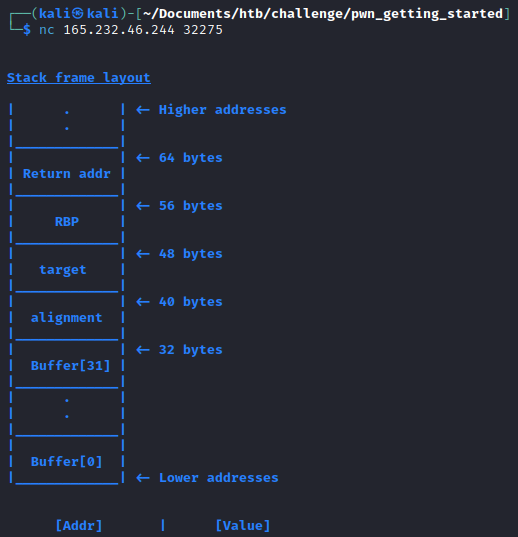 ┌──(kali㉿kali)-[~/Documents/htb/challenge/pwn_getting_started]
└─$ nc 165.232.46.244 32275
Stack frame layout
|      .      | <- Higher addresses
|      .      |
|_____________|
|             | <- 64 bytes
| Return addr |
|_____________|
|             | <- 56 bytes
|     RBP     |
|_____________|
|             | <- 48 bytes
|   target    |
|_____________|
|             | <- 40 bytes
|  alignment  |
|_____________|
|             | <- 32 bytes
|  Buffer[31] |
|_____________|
|      .      |
|      .      |
|_____________|
|             |
|  Buffer[0]  |
|_____________| <- Lower addresses
      [Addr]       |      [Value]